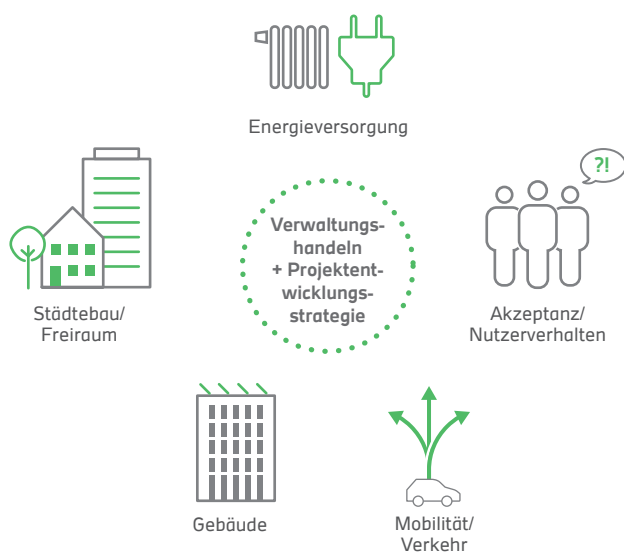 Energieversorgung
?!
Verwaltungs-
handeln
+ Projektent-
wicklungs-
strategie
Städtebau/
Freiraum
Akzeptanz/
Nutzerverhalten
Gebäude
Mobilität/
Verkehr